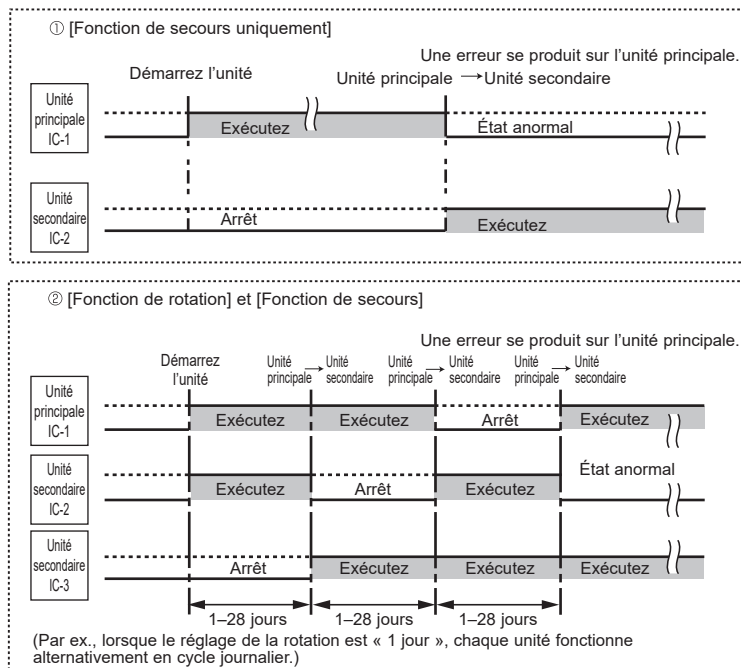 ① [Fonction de secours uniquement]
Une erreur se produit sur l’unité principale.
Démarrez l’unité
Unité principale →Unité secondaire
Unité
principale
IC-1
Exécutez
État anormal
Unité
secondaire
IC-2
Arrêt
Exécutez
② [Fonction de rotation] et [Fonction de secours]
Une erreur se produit sur l’unité principale.
Démarrez
l’unité
Unité
principale
→
Unité
secondaire
Unité
principale
→
Unité
secondaire
Unité
principale
→
Unité
secondaire
Unité
principale
IC-1
Exécutez
Exécutez
Arrêt
Exécutez
Unité
secondaire
IC-2
Exécutez
Arrêt
Exécutez
État anormal
Unité
secondaire
IC-3
Arrêt
Exécutez
Exécutez
Exécutez
1–28 jours
1–28 jours
1–28 jours
(Par ex., lorsque le réglage de la rotation est « 1 jour », chaque unité fonctionne
alternativement en cycle journalier.)